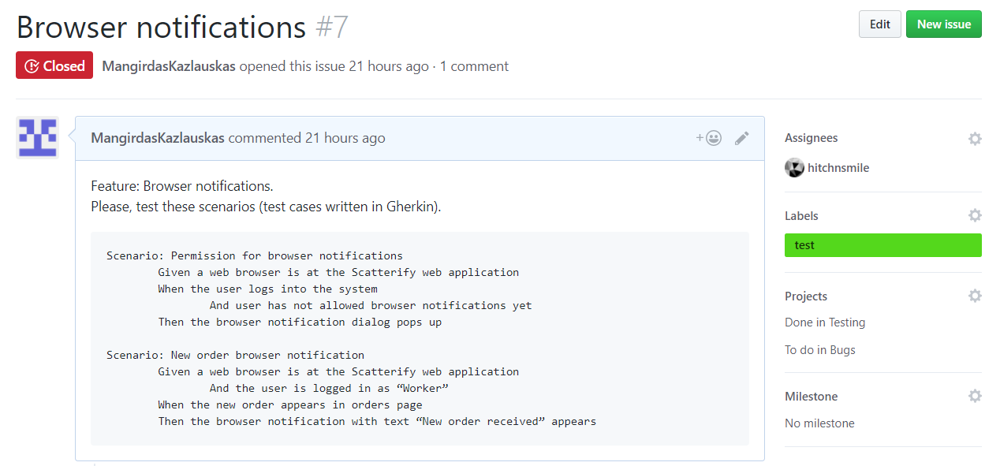 Browser notifications #7
Edit
New issue
Closed
MangirdasKazlauskas opened this issue 21 hours ago · 1 comment
MangirdasKazlauskas commented 21 hours ago
+
Feature: Browser notifications.
Please, test these scenarios (test cases written in Gherkin).
Scenario: Permission for browser notifications
Given a web browser is at the Scatterify web application
When the user logs into the system
And user has not allowed browser notifications yet
Then the browser notification dialog pops up
Scenario: New order browser notification
Given a web browser is at the Scatterify web application
And the user is logged in as “Worker”
When the new order appears in orders page
Then the browser notification with text “New order received” appears
Assignees
hitchnsmile
Labels
test
Projects
Done in Testing
To do in Bugs
Milestone
No milestone